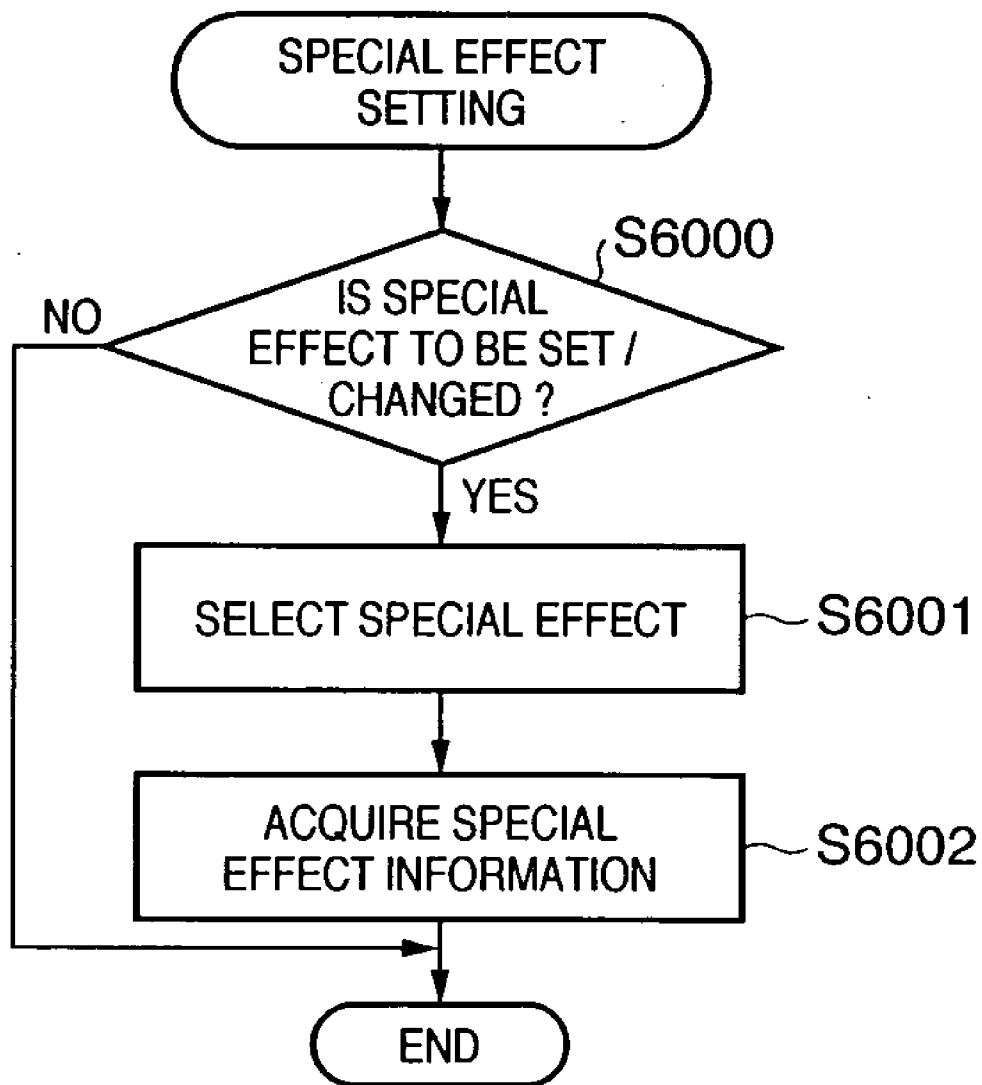 SPECIAL EFFECT
SETTING
S6000
IS SPECIAL
EFFECT TO BE SET /
CHANGED ?
NO
YES
SELECT SPECIAL EFFECT
S6001
ACQUIRE SPECIAL
EFFECT INFORMATION
S6002
END